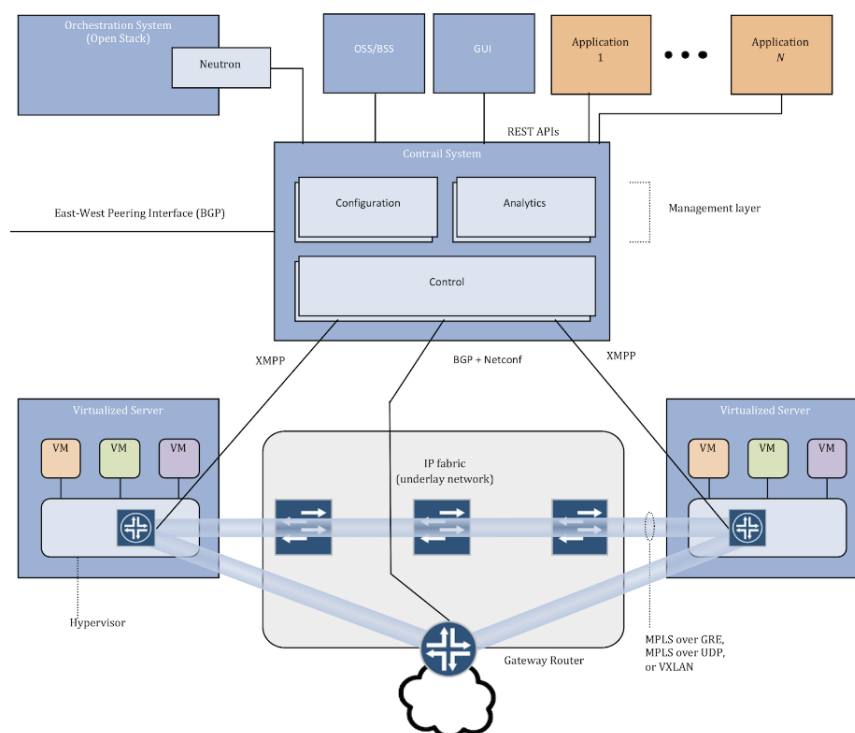 Orchestration System
(Open Stack)
Neutron
OSS/BSS
GUI
Application
1
Application
N
REST APIs
Contrail System
Configuration
Analytics
Management layer
East-West Peering Interface (BGP)
Control
XMPP
BGP + Netconf
XMPP
Virtualized Server
VM
VM
VM
IP fabric
(underlay network)
Virtualized Server
VM
VM
VM
Hypervisor
Gateway Router
MPLS over GRE,
MPLS over UDP,
or VXLAN